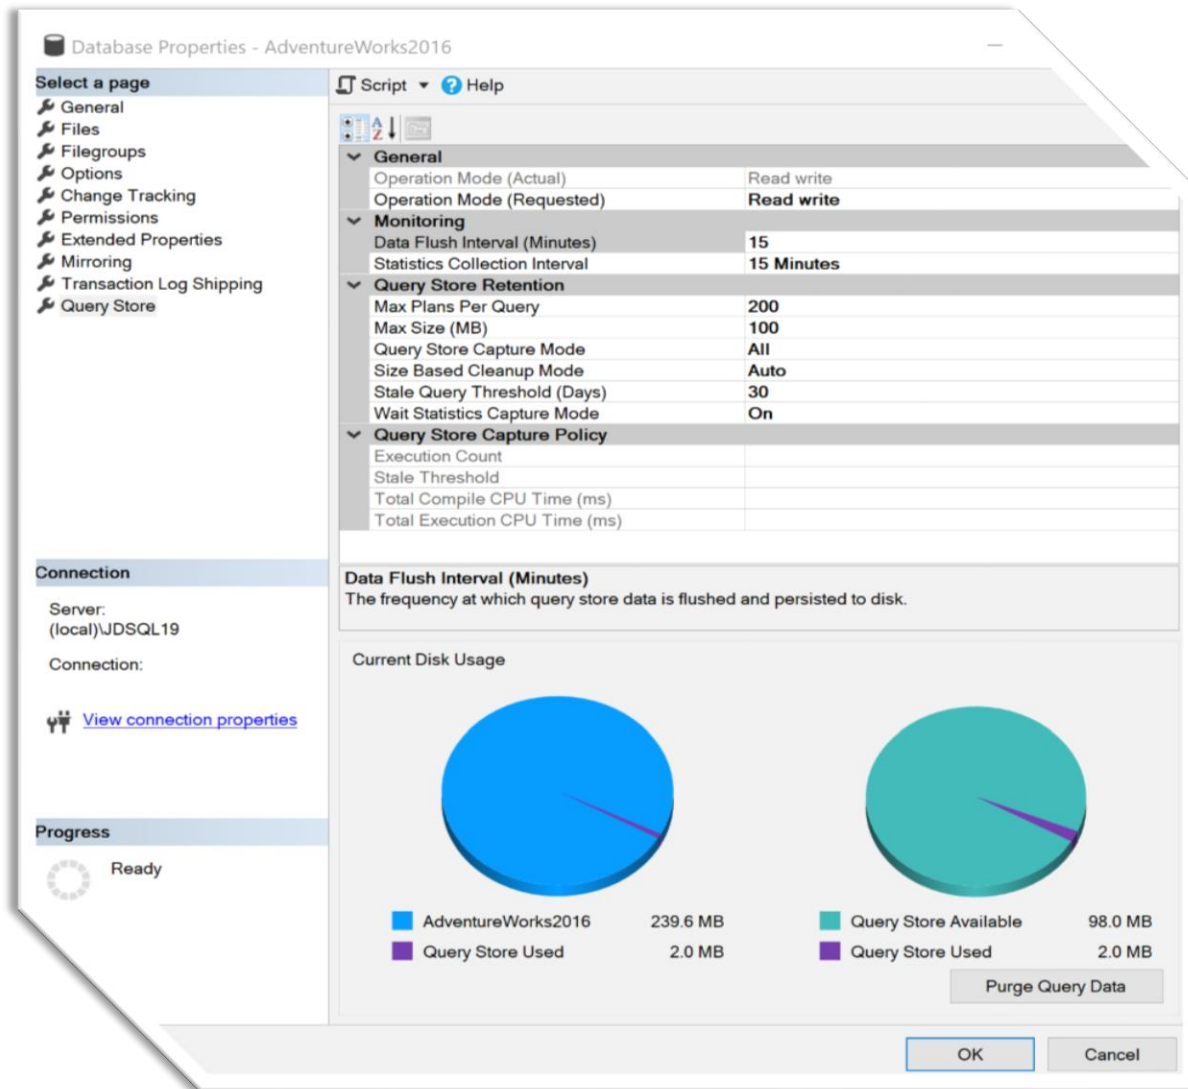 Database Properties - AdventureWorks2016
Select a page
General
Files
Filegroups
Options
Change Tracking
Permissions
Extended Properties
Mirroring
Transaction Log Shipping
Query Store
Script
Help
General
Operation Mode (Actual) Read write
Operation Mode (Requested) Read write
Monitoring
Data Flush Interval (Minutes) 15
Statistics Collection Interval 15 Minutes
Query Store Retention
Max Plans Per Query 200
Max Size (MB) 100
Query Store Capture Mode All
Size Based Cleanup Mode Auto
Stale Query Threshold (Days) 30
Wait Statistics Capture Mode On
Query Store Capture Policy
Execution Count
Stale Threshold
Total Compile CPU Time (ms)
Total Execution CPU Time (ms)
Data Flush Interval (Minutes)
The frequency at which query store data is flushed and persisted to disk.
Connection
Server:
(local)\JDSQL19
Connection:
View connection properties
Progress
Ready
Current Disk Usage
AdventureWorks2016 239.6 MB
Query Store Used 2.0 MB
Query Store Available 98.0 MB
Query Store Used 2.0 MB
Purge Query Data
OK
Cancel